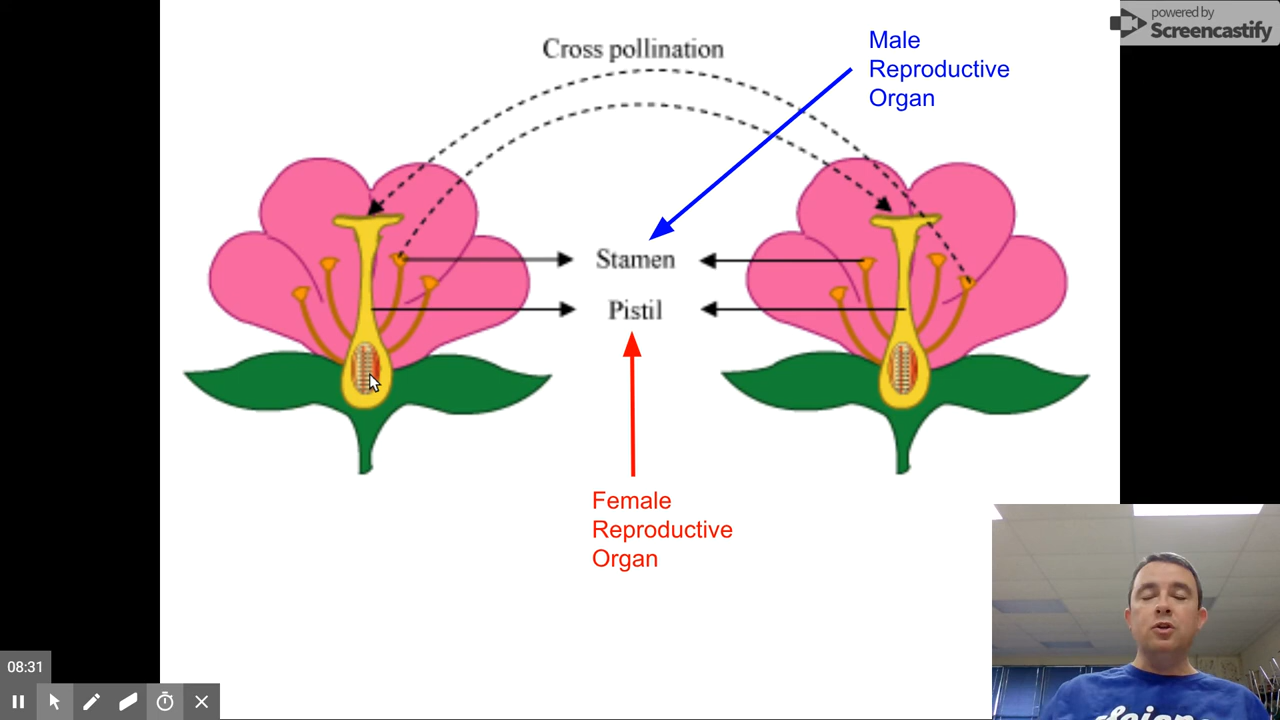 powered by
Screencastify
Cross pollination
Male
Reproductive
Organ
Stamen
Pistil
Female
Reproductive
Organ
08:31